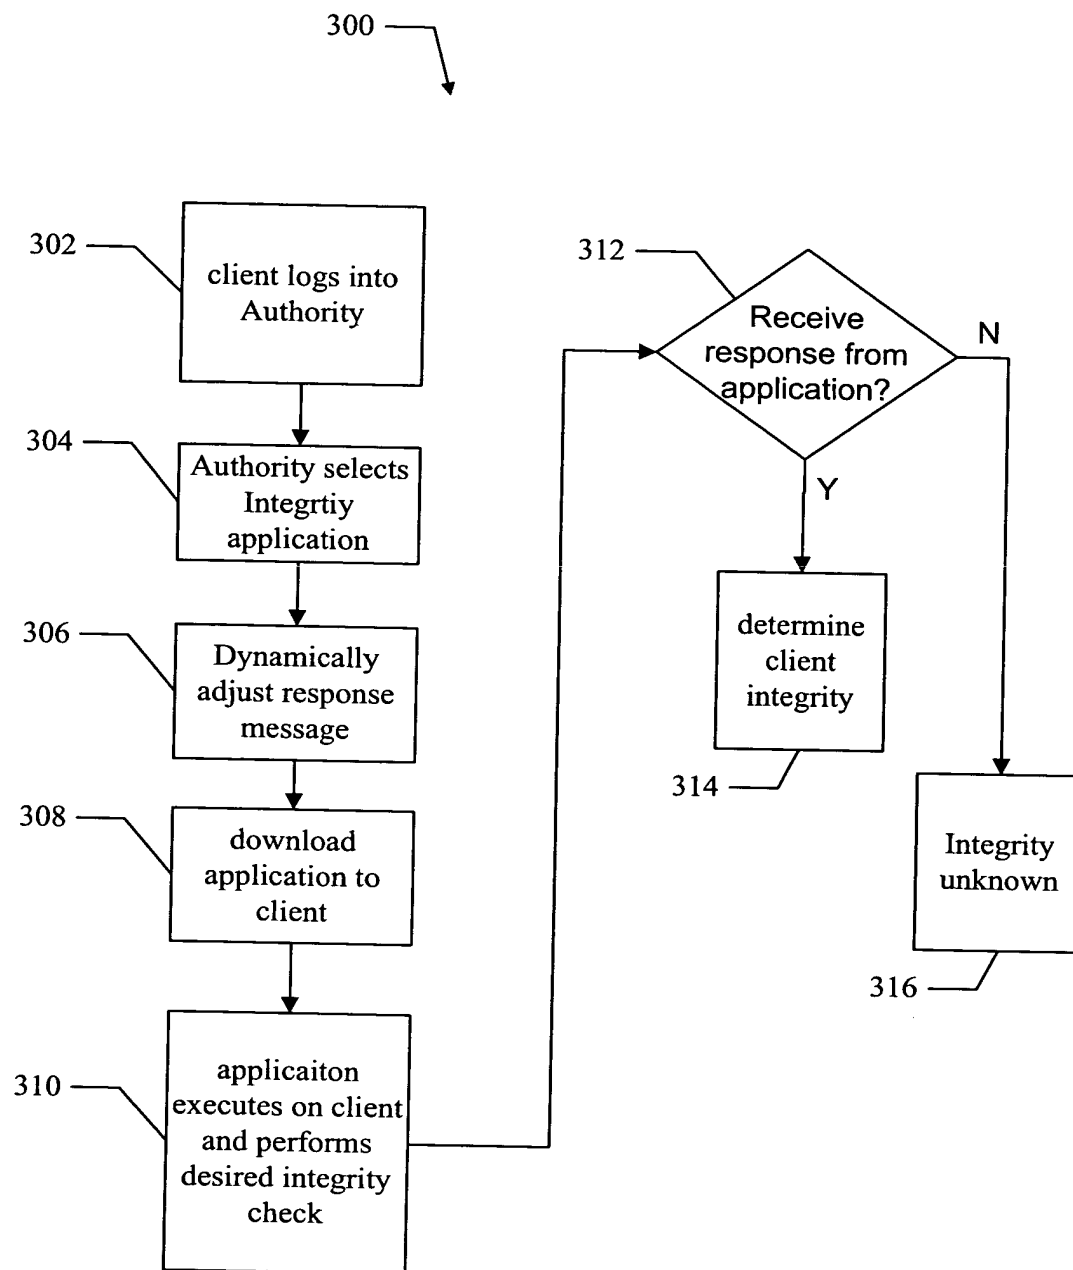 300
302
client logs into
Authority
304
Authority selects
Integrtiy
application
306
Dynamically
adjust response
message
308
download
application to
client
310
applicaiton
executes on client
and performs
desired integrity
check
312
Receive
response from
application?
N
Y
determine
client
integrity
314
Integrity
unknown
316